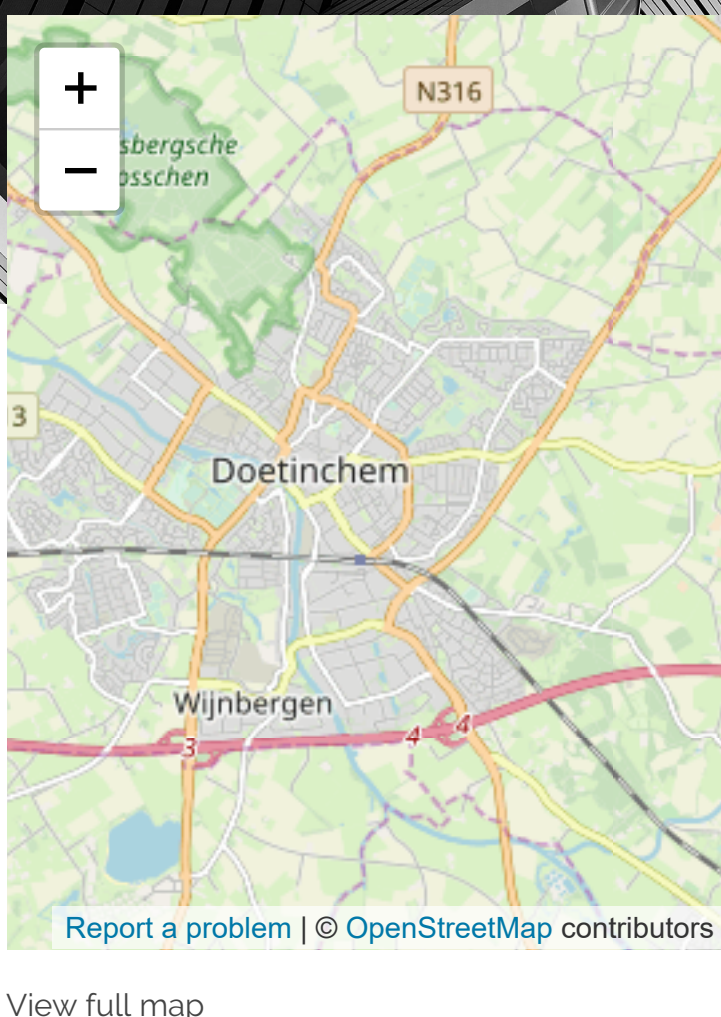 +
N316
−
sbergsche
osschen
3
Doetinchem
Wijnbergen
3
4
4
Report a problem | © OpenStreetMap contributors
View full map